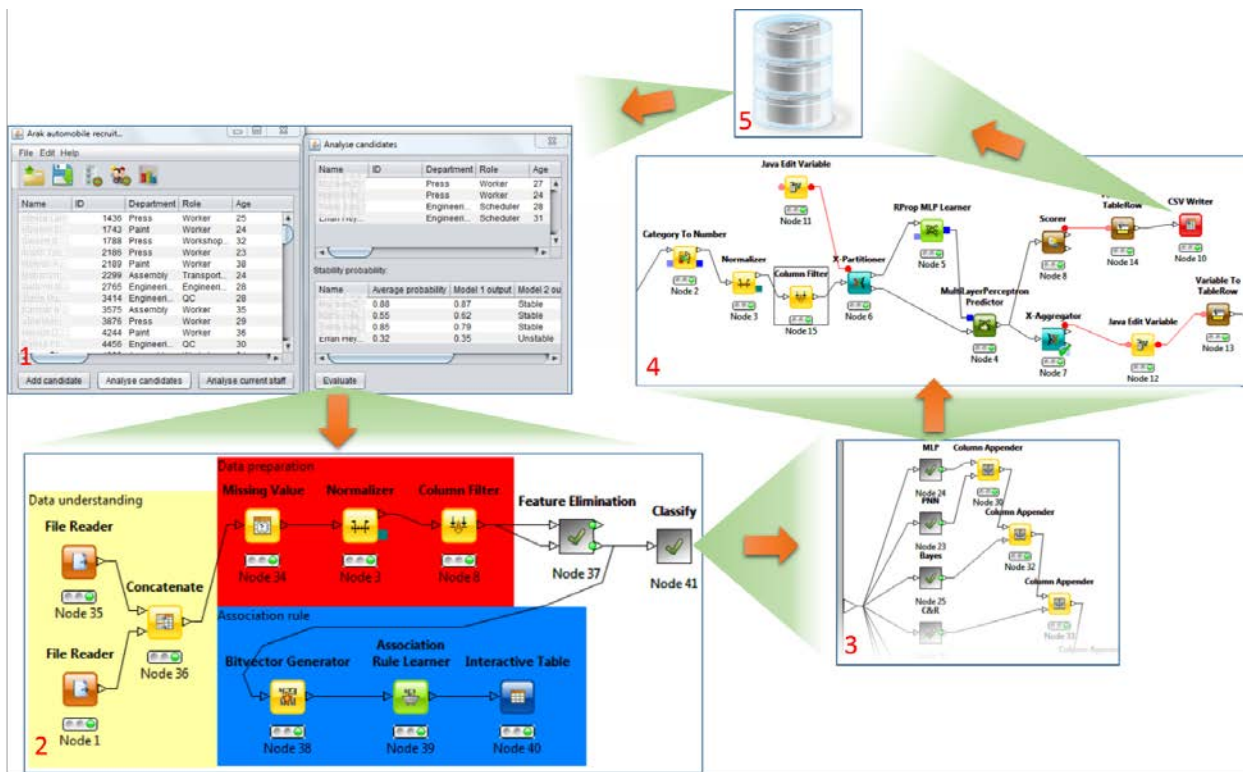 5
Arak automobile recruit...
File Edit Help
Name ID Department Role Age
1436 Press Worker 25
1743 Paint Worker 24
1788 Press Workshop... 32
2186 Press Worker 23
2189 Paint Worker 38
2299 Assembly Transport... 24
2765 Engineeri... Engineeri... 28
3414 Engineeri... QC 28
3575 Assembly Worker 35
3876 Press Worker 29
4244 Paint Worker 36
4456 Engineeri... QC 30
1
Add candidate Analyse candidates Analyse current staff
Analyse candidates
Name ID Department Role Age
Press Worker 27
Press Worker 24
Engineeri... Scheduler 28
Engineeri... Scheduler 31
Stability probability:
Name Average probability Model 1 output Model 2 ou
0.88 0.87 Stable
0.55 0.62 Stable
0.85 0.79 Stable
0.32 0.35 Unstable
Evaluate
Java Edit Variable
Node 11
Category To Number
Node 2
Normalizer
Node 3
Column Filter
Node 15
X-Partitioner
Node 6
RProp MLP Learner
Node 5
MultiLayerPerceptron
Predictor
Node 4
Scorer
Node 8
TableRow
Node 14
CSV Writer
Node 10
X-Aggregator
Node 7
Java Edit Variable
Node 12
Variable To
TableRow
Node 13
4
Data understanding
File Reader
Node 35
File Reader
Node 1
Concatenate
Node 36
2
Data preparation
Missing Value
Node 34
Normalizer
Node 3
Column Filter
Node 8
Feature Elimination
Node 37
Classify
Node 41
Association rule
Bitvector Generator
Node 38
Association
Rule Learner
Node 39
Interactive Table
Node 40
MLP
Node 24
Column Appender
Node 30
PNN
Node 23
Column Appender
Node 32
Bayes
Node 25
Column Appender
Node 33
C&R
Column Appender
3